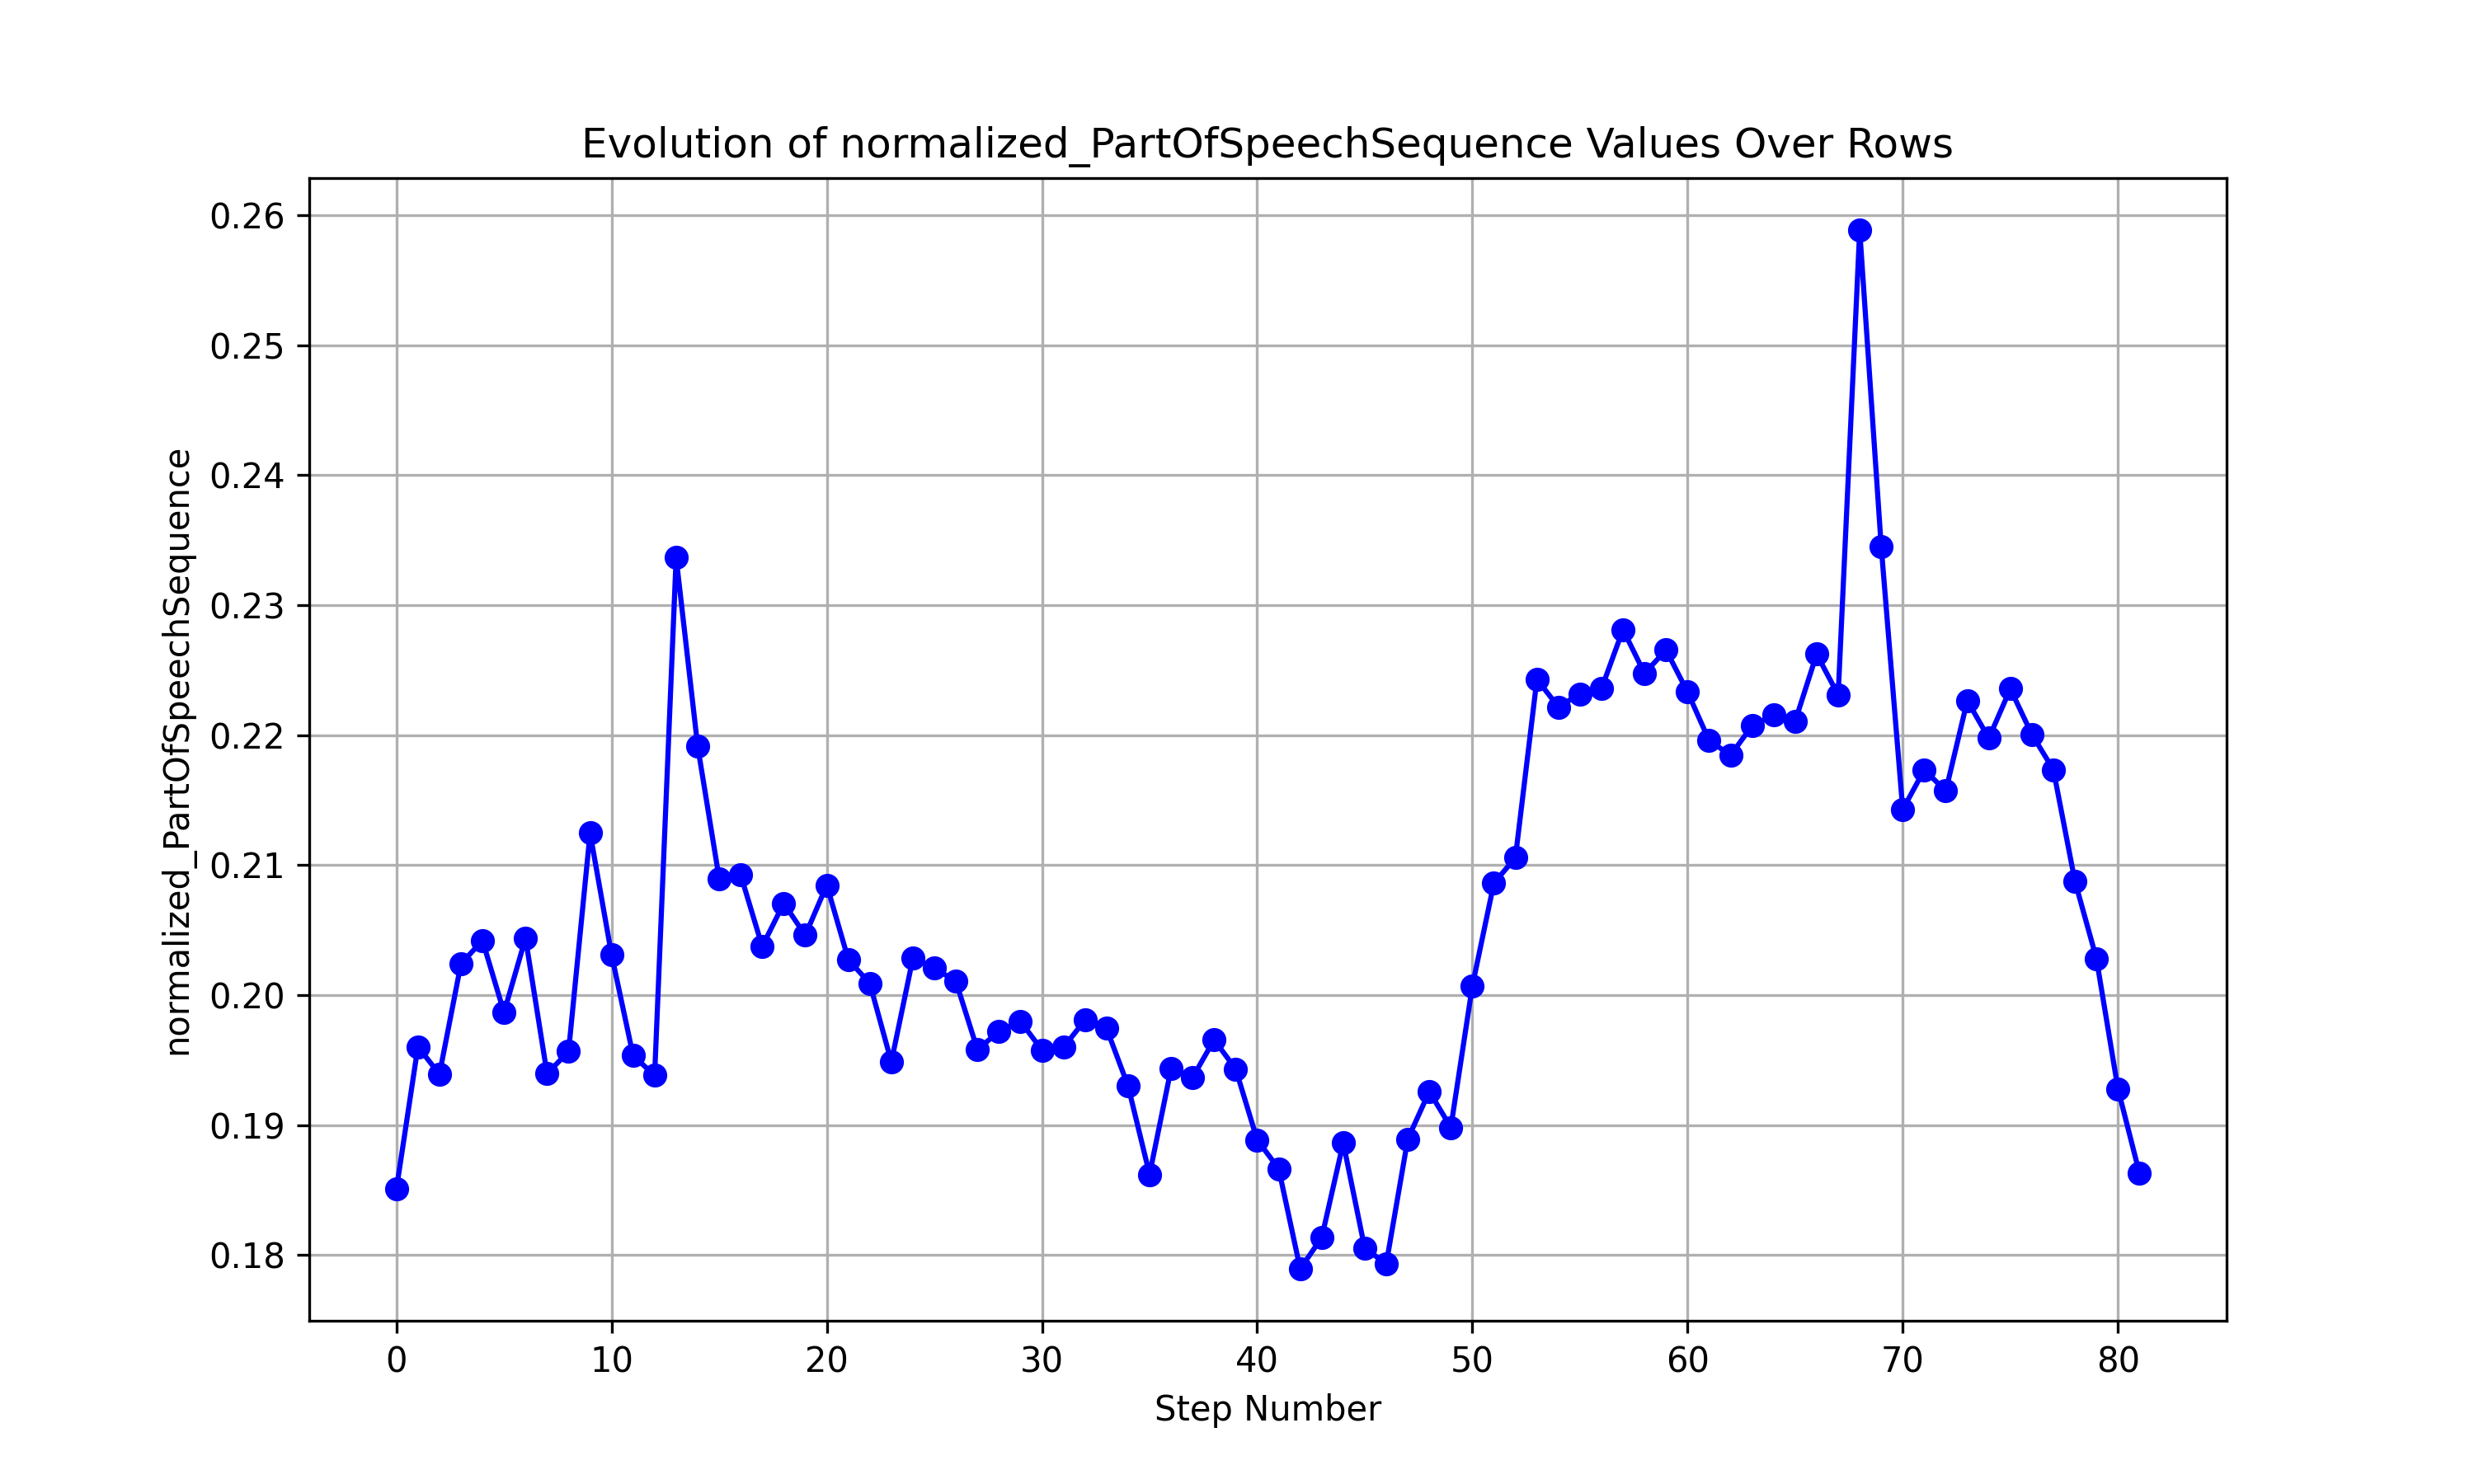 Evolution of normalized_PartOfSpeechSequence Values Over Rows
normalized_PartOfSpeechSequence
0.26
0.25
0.24
0.23
0.22
0.21
0.20
0.19
0.18
0 10 20 30 40 50 60 70 80
Step Number